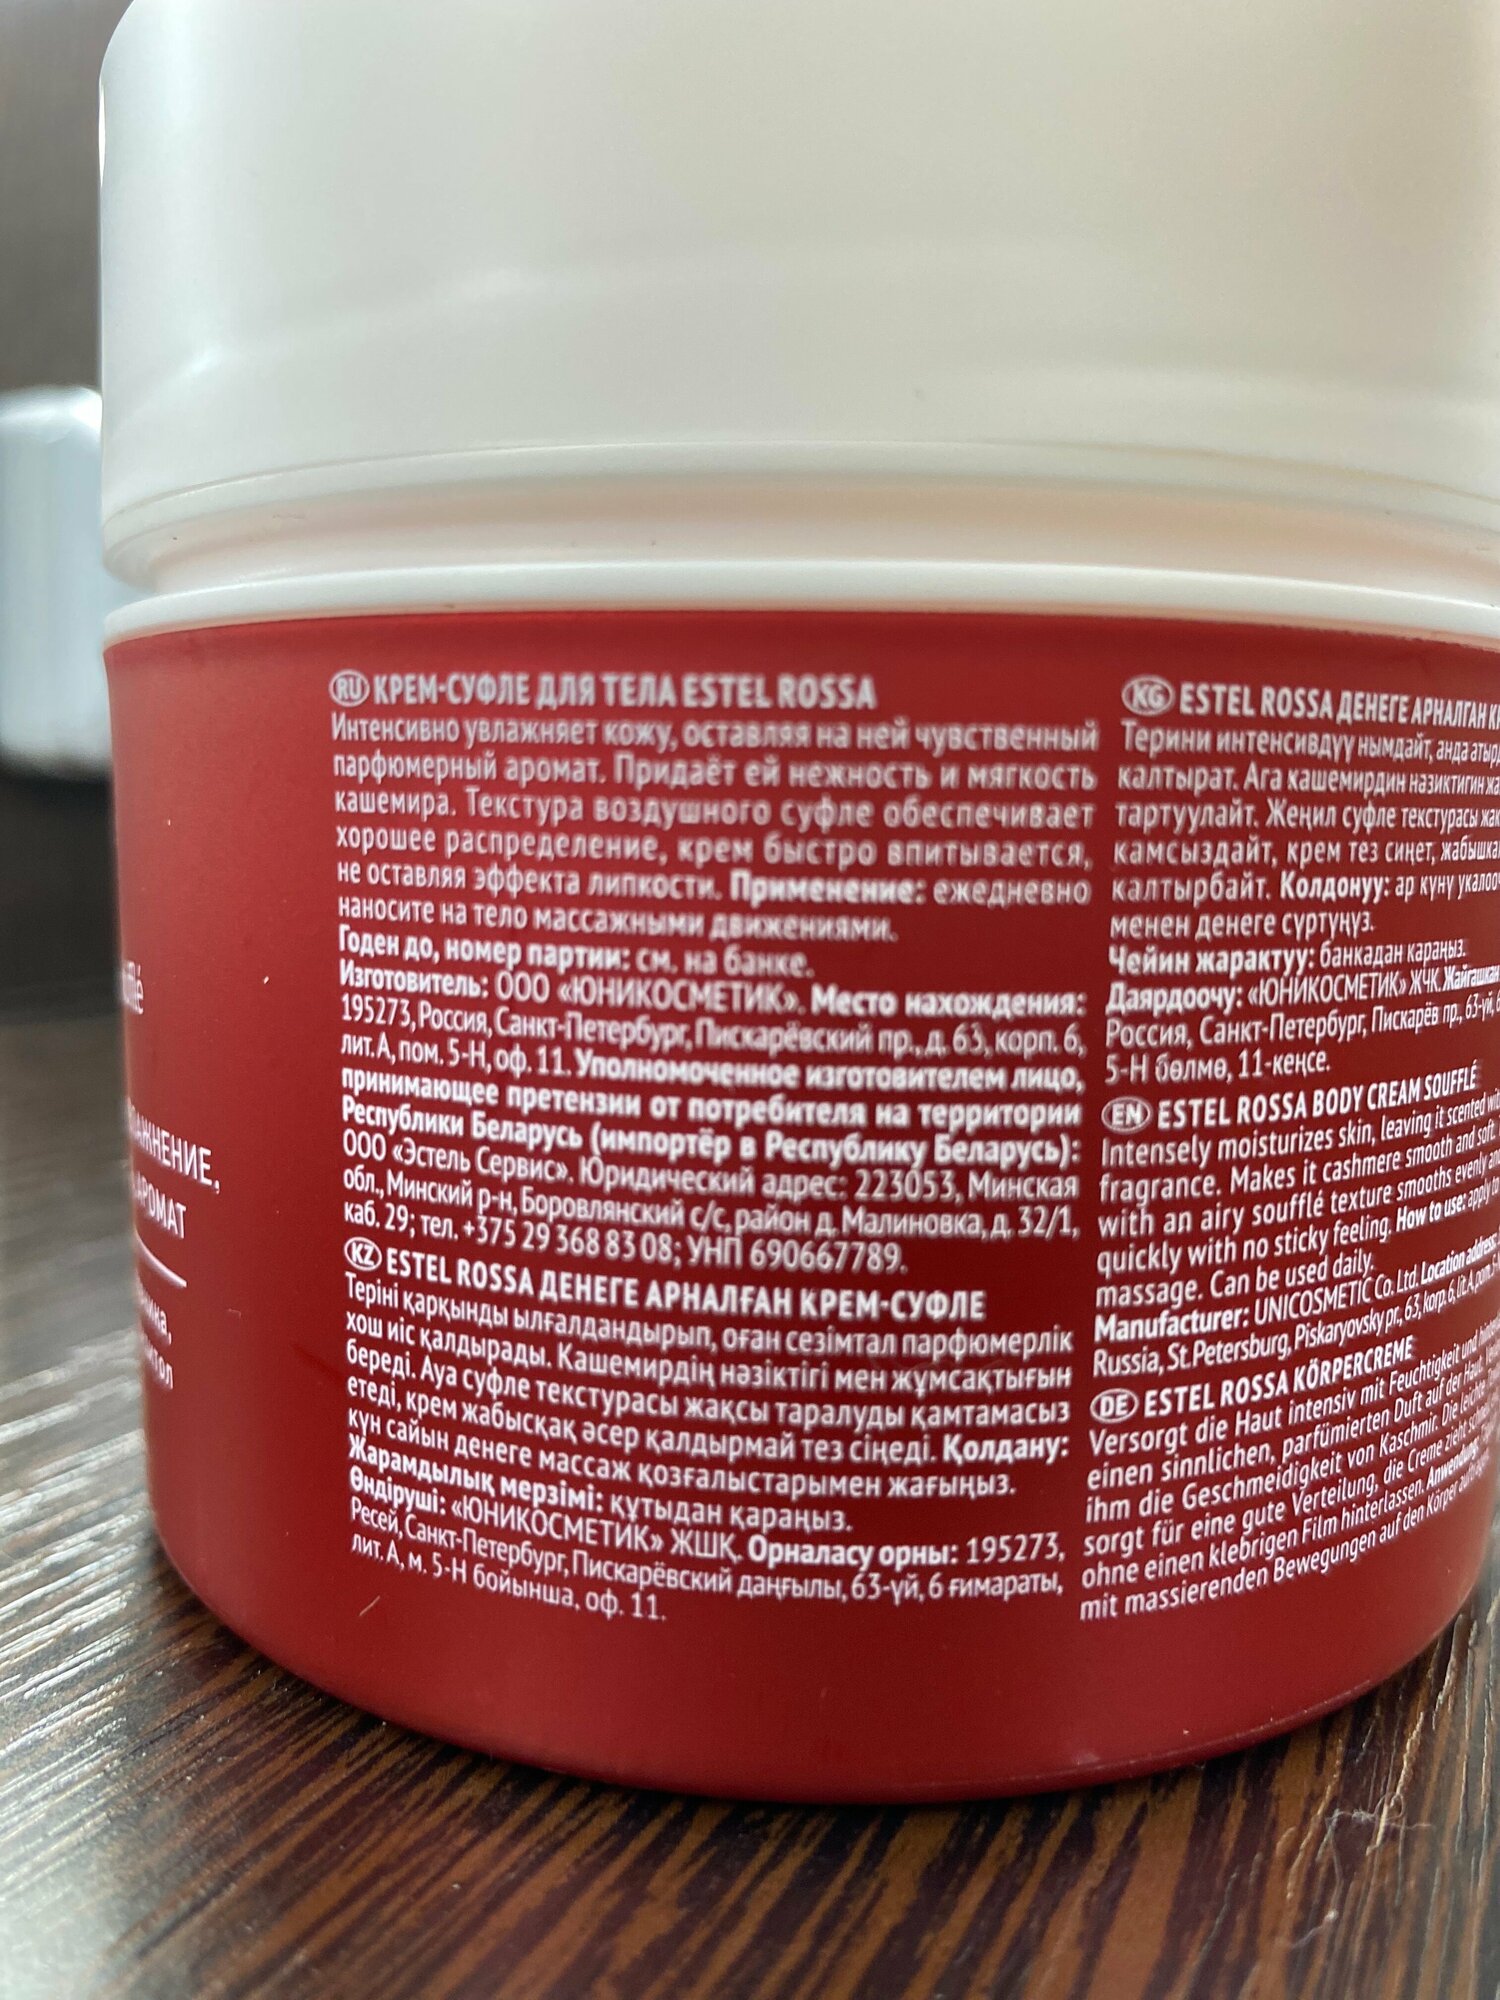 RU КРЕМ-СУФЛЕ ДЛЯ ТЕЛА ESTEL ROSSA
Интенсивно увлажняет кожу, оставляя на ней чувственный
парфюмерный аромат. Придаёт ей нежность и мягкость
кашемира. Текстура воздушного суфле обеспечивает
хорошее распределение, крем быстро впитывается,
не оставляя эффекта липкости. Применение: ежедневно
наносите на тело массажными движениями.
Годен до, номер партии: см. на банке.
Изготовитель: ООО «ЮНИКОСМЕТИК». Место нахождения:
195273, Россия, Санкт-Петербург, Пискарёвский пр., д. 63, корп. 6,
лит. А, пом. 5-Н, оф. 11. Уполномоченное изготовителем лицо,
принимающее претензии от потребителя на территории
Республики Беларусь (импортёр в Республику Беларусь):
ООО «Эстель Сервис». Юридический адрес: 223053, Минская
обл., Минский р-н, Боровлянский с/с, район д. Малиновка, д. 32/1,
каб. 29; тел. +375 29 368 83 08; УНП 690667789.
KZ ESTEL ROSSA ДЕНЕГЕ АРНАЛҒАН КРЕМ-СУФЛЕ
Теріні қарқынды ылғалдандырып, оған сезімтал парфюмерлік
хош иіс қалдырады. Кашемирдің нәзіктігі мен жұмсақтығын
береді. Ауа суфле текстурасы жақсы таралуды қамтамасыз
етеді, крем жабысқақ әсер қалдырмай тез сіңеді. Қолдану:
күн сайын денеге массаж қозғалыстарымен жағыңыз.
Жарамдылық мерзімі: құтыдан қараңыз.
Өндіруші: «ЮНИКОСМЕТИК» ЖШҚ. Орналасу орны: 195273,
Ресей, Санкт-Петербург, Пискарёвский даңғылы, 63-үй, 6 ғимараты,
лит. А, м. 5-Н бойынша, оф. 11.
KG ESTEL ROSSA ДЕНЕГЕ АРНАЛГАН
Терини интенсивдүү нымдайт, анда
калтырат. Ага кашемирдин назиктигин
тартуулайт. Жеңил суфле текстурасы
камсыздайт, крем тез сиңет,
калтырбайт. Колдонуу: ар күнү
менен денеге сүртүңүз.
Чейин жарактуу: банкадан караңыз.
Даярдоочу: «ЮНИКОСМЕТИК» ЖЧК. Жайгашкан
Россия, Санкт-Петербург, Пискарёв пр., 63-үй,
5-Н бөлмө, 11-кеңсе.
EN ESTEL ROSSA BODY CREAM SOUFFLÉ
Intensely moisturizes skin, leaving it scented
fragrance. Makes it cashmere smooth and soft.
with an airy soufflé texture smooths evenly
quickly with no sticky feeling. How to use: apply
massage. Can be used daily.
Manufacturer: UNICOSMETIC Co. Ltd. Location address:
Russia, St. Petersburg, Piskaryovsky pr., 63, korp. 6, lit. A, pom.
DE ESTEL ROSSA KÖRPERCREME
Versorgt die Haut intensiv mit Feuchtigkeit und
einen sinnlichen, parfümierten Duft auf der Haut.
ihm die Geschmeidigkeit von Kaschmir. Die leichte
sorgt für eine gute Verteilung, die Creme zieht
ohne einen klebrigen Film hinterlassen. Anwendung:
mit massierenden Bewegungen auf den Körper